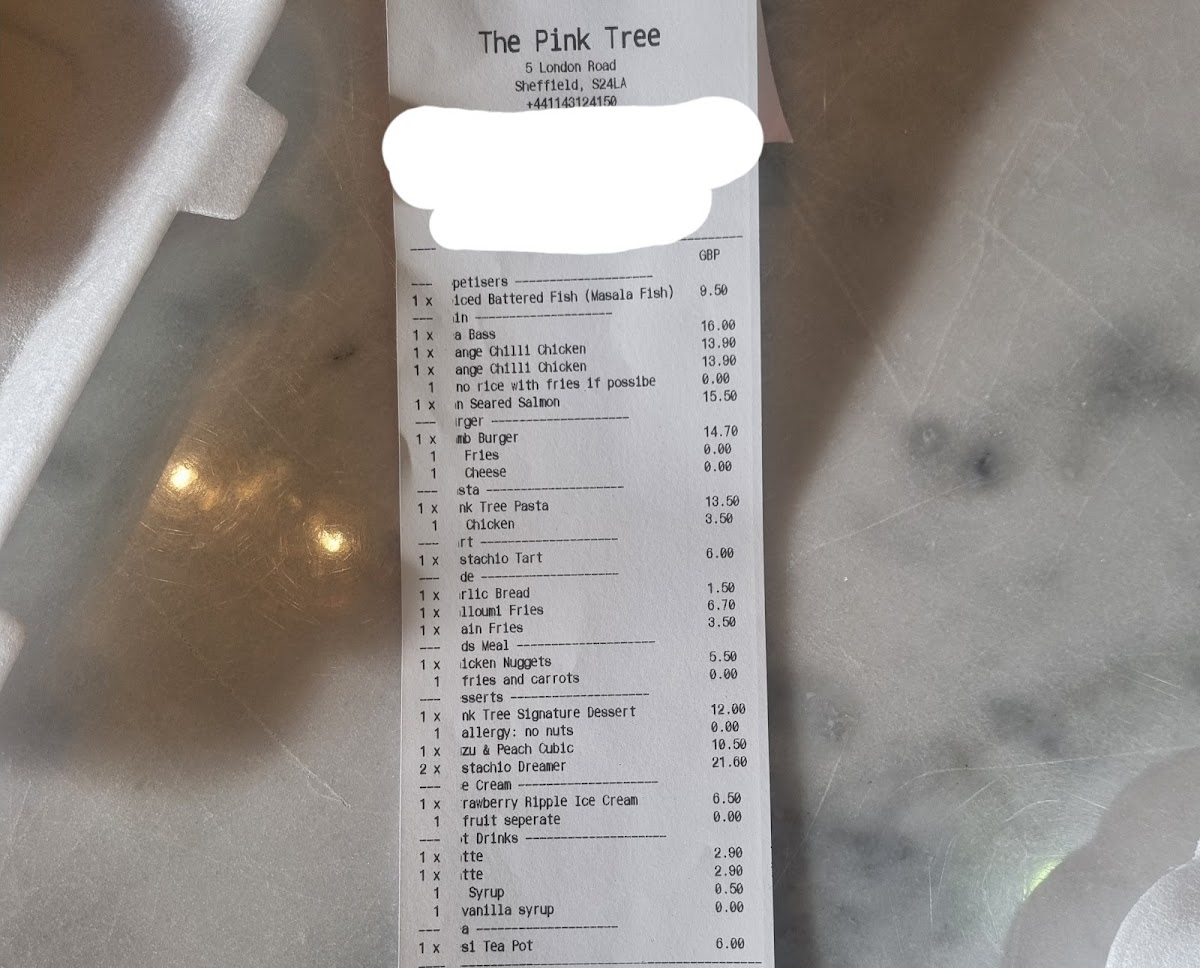 The Pink Tree
5 London Road
Sheffield, S24LA
+441143124150
GBP
--- petisers --------------------
1 x iced Battered Fish (Masala Fish) 9.50
--- in --------------------
1 x a Bass 16.00
1 x ange Chilli Chicken 13.90
1 x ange Chilli Chicken 13.90
1 no rice with fries if possibe 0.00
1 x n Seared Salmon 15.50
--- rger --------------------
1 x mb Burger 14.70
1 Fries 0.00
1 Cheese 0.00
--- sta --------------------
1 x nk Tree Pasta 13.50
1 Chicken 3.50
--- rt --------------------
1 x stachio Tart 6.00
--- de --------------------
1 x rlic Bread 1.50
1 x lloumi Fries 6.70
1 x ain Fries 3.50
--- ds Meal --------------------
1 x icken Nuggets 5.50
1 fries and carrots 0.00
--- sserts --------------------
1 x nk Tree Signature Dessert 12.00
1 allergy: no nuts 0.00
1 x zu & Peach Cubic 10.50
2 x stachio Dreamer 21.60
--- e Cream --------------------
1 x rawberry Ripple Ice Cream 6.50
1 fruit seperate 0.00
--- t Drinks --------------------
1 x tte 2.90
1 x tte 2.90
1 Syrup 0.50
1 vanilla syrup 0.00
--- a --------------------
1 x si Tea Pot 6.00